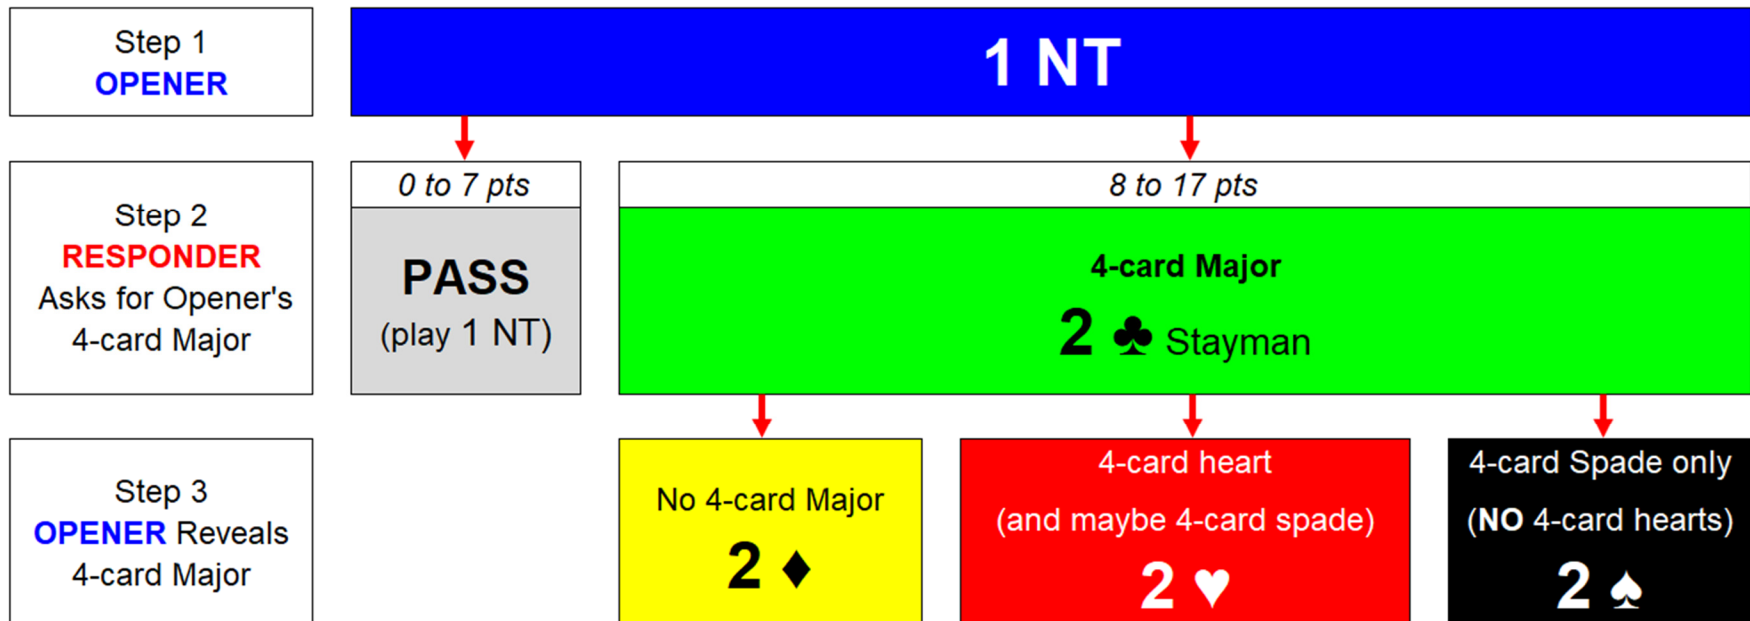 Step 1
OPENER
1 NT
Step 2
RESPONDER
Asks for Opener's
4-card Major
0 to 7 pts
PASS
(play 1 NT)
8 to 17 pts
4-card Major
2 ♣ Stayman
Step 3
OPENER Reveals
4-card Major
No 4-card Major
2 ♦
4-card heart
(and maybe 4-card spade)
2 ♥
4-card Spade only
(NO 4-card hearts)
2 ♠